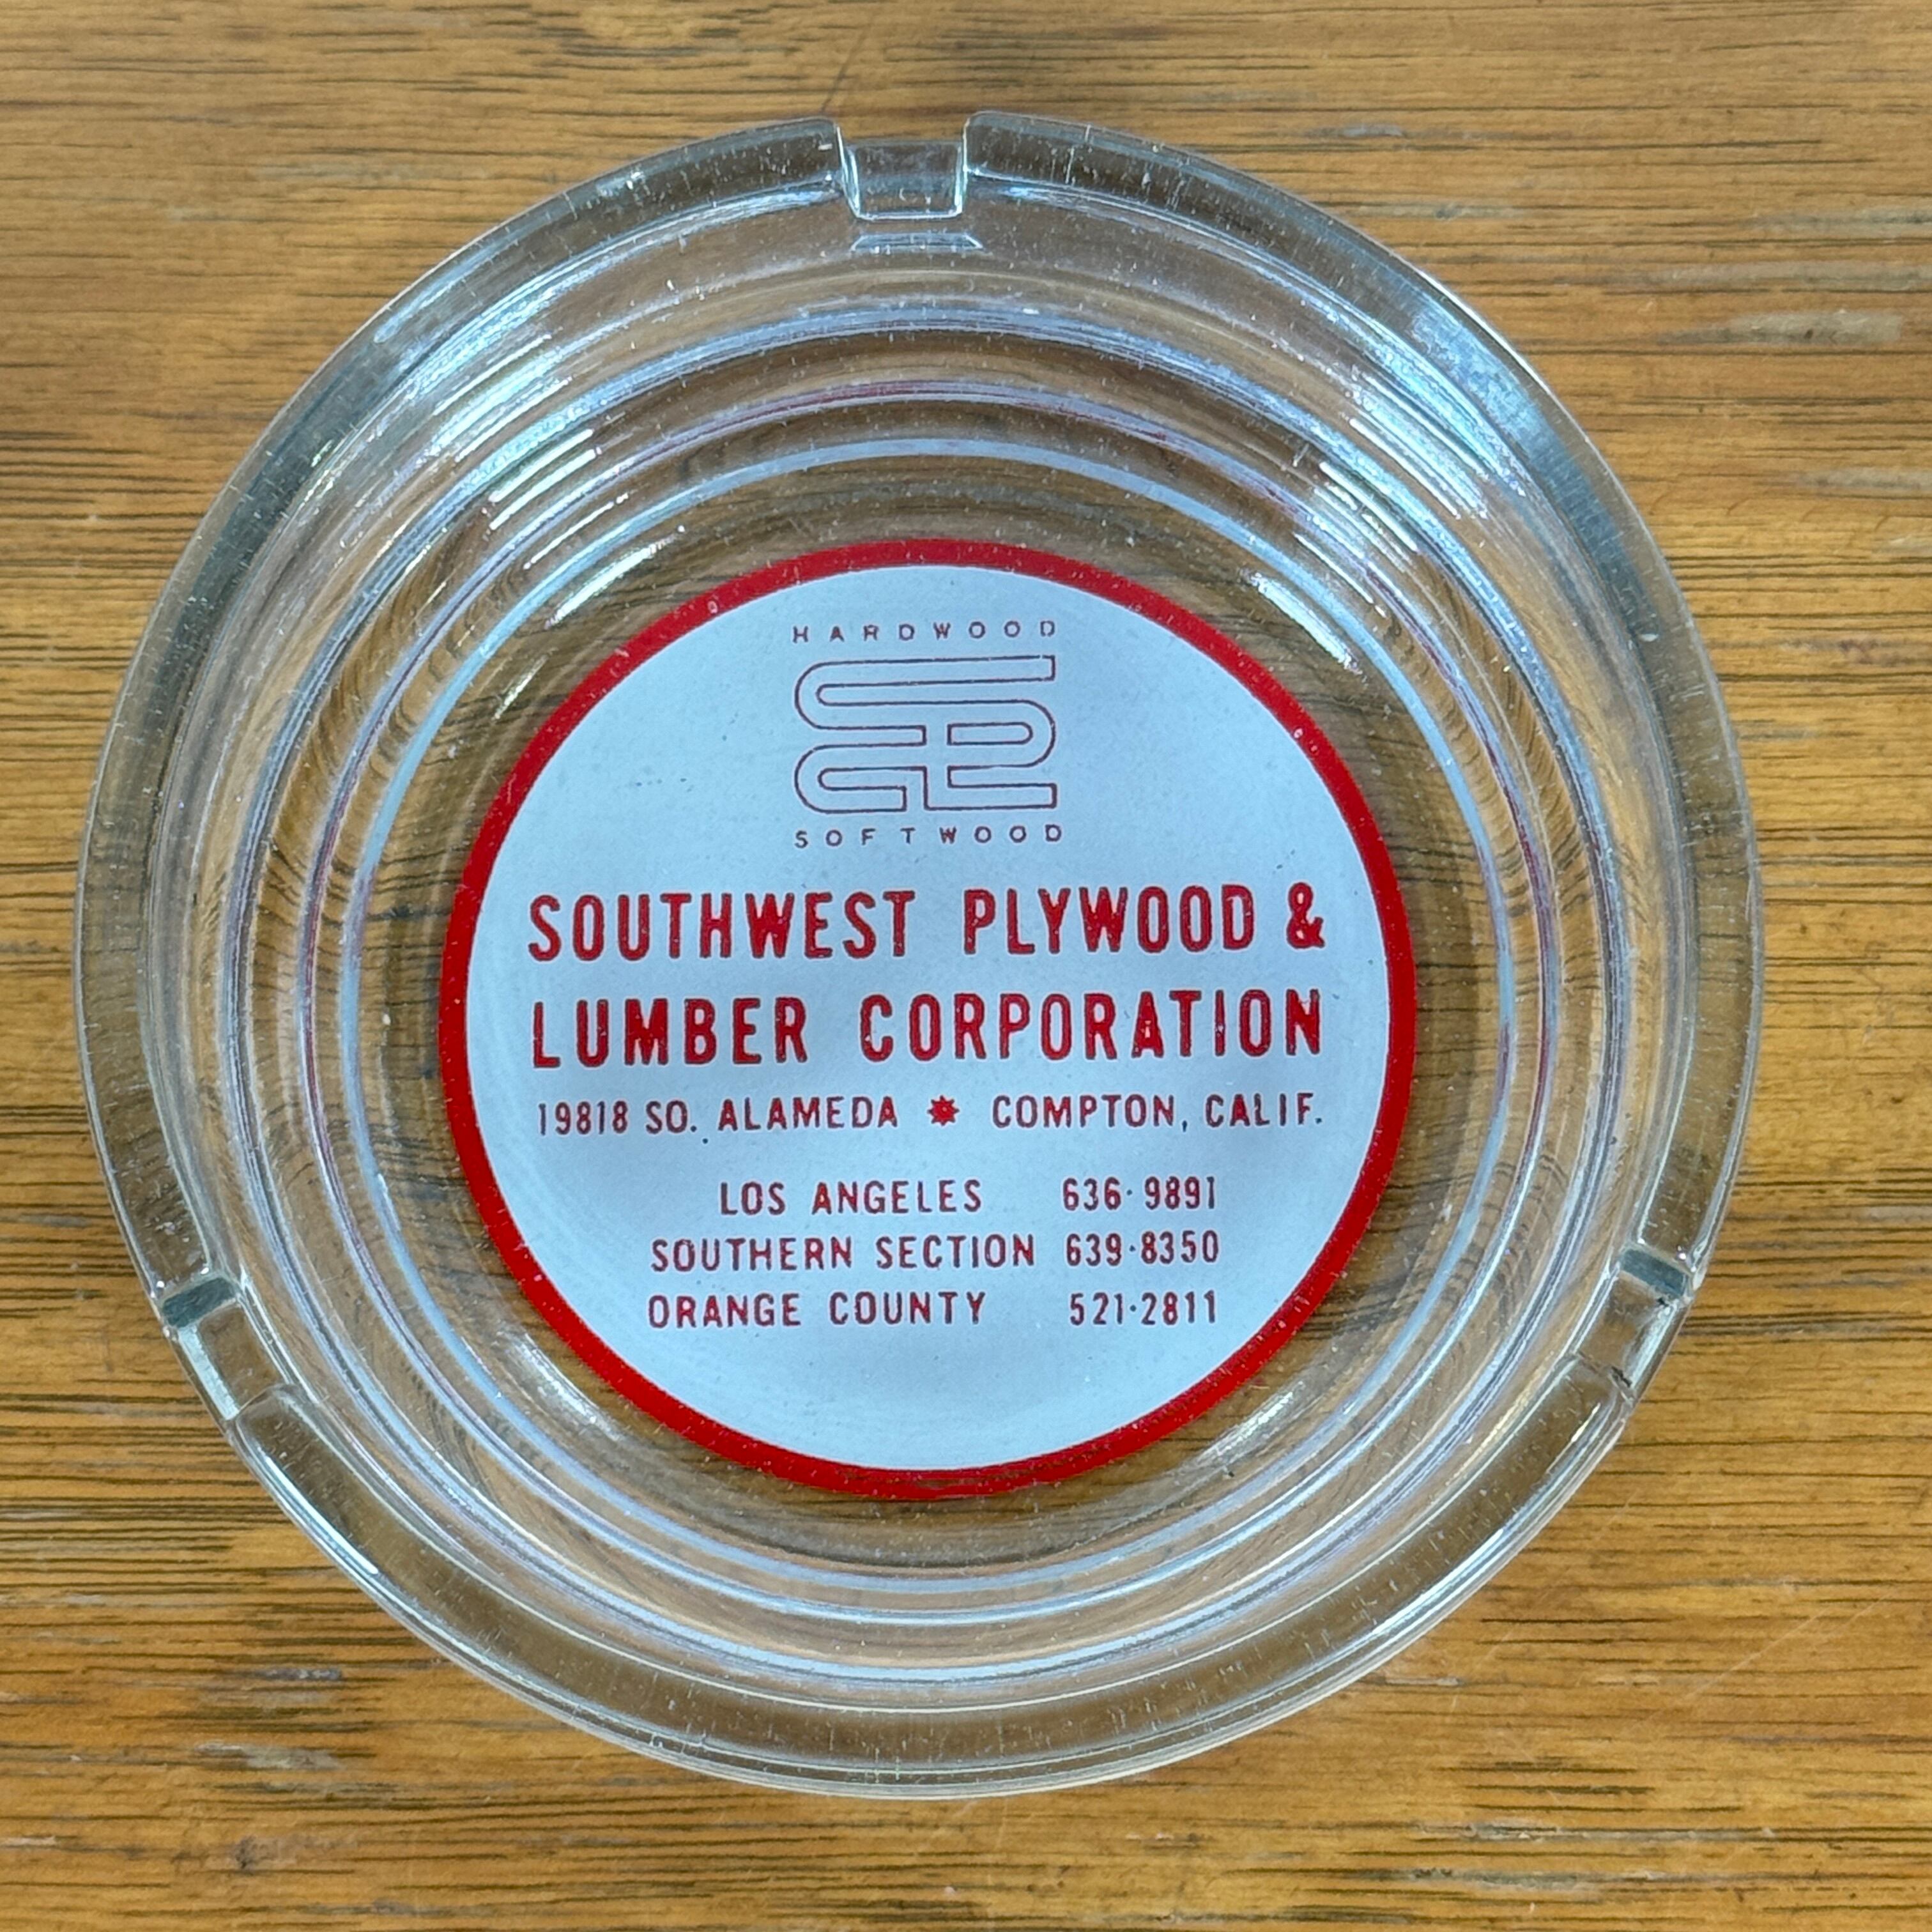 HARDWOOD
SOFTWOOD
SOUTHWEST PLYWOOD &
LUMBER CORPORATION
19818 SO. ALAMEDA ✷ COMPTON, CALIF.
LOS ANGELES 636·9891
SOUTHERN SECTION 639·8350
ORANGE COUNTY 521·2811